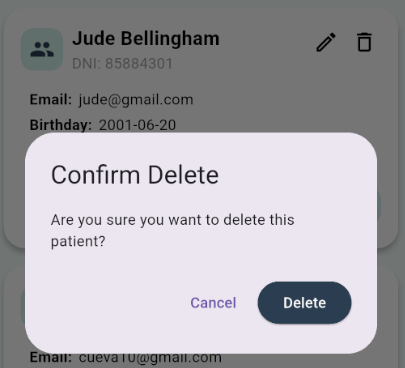 Jude Bellingham
DNI: 85884301
Email: jude@gmail.com
Birthday: 2001-06-20
Confirm Delete
Are you sure you want to delete this
patient?
Cancel
Delete
Email: cueva10@gmail.com